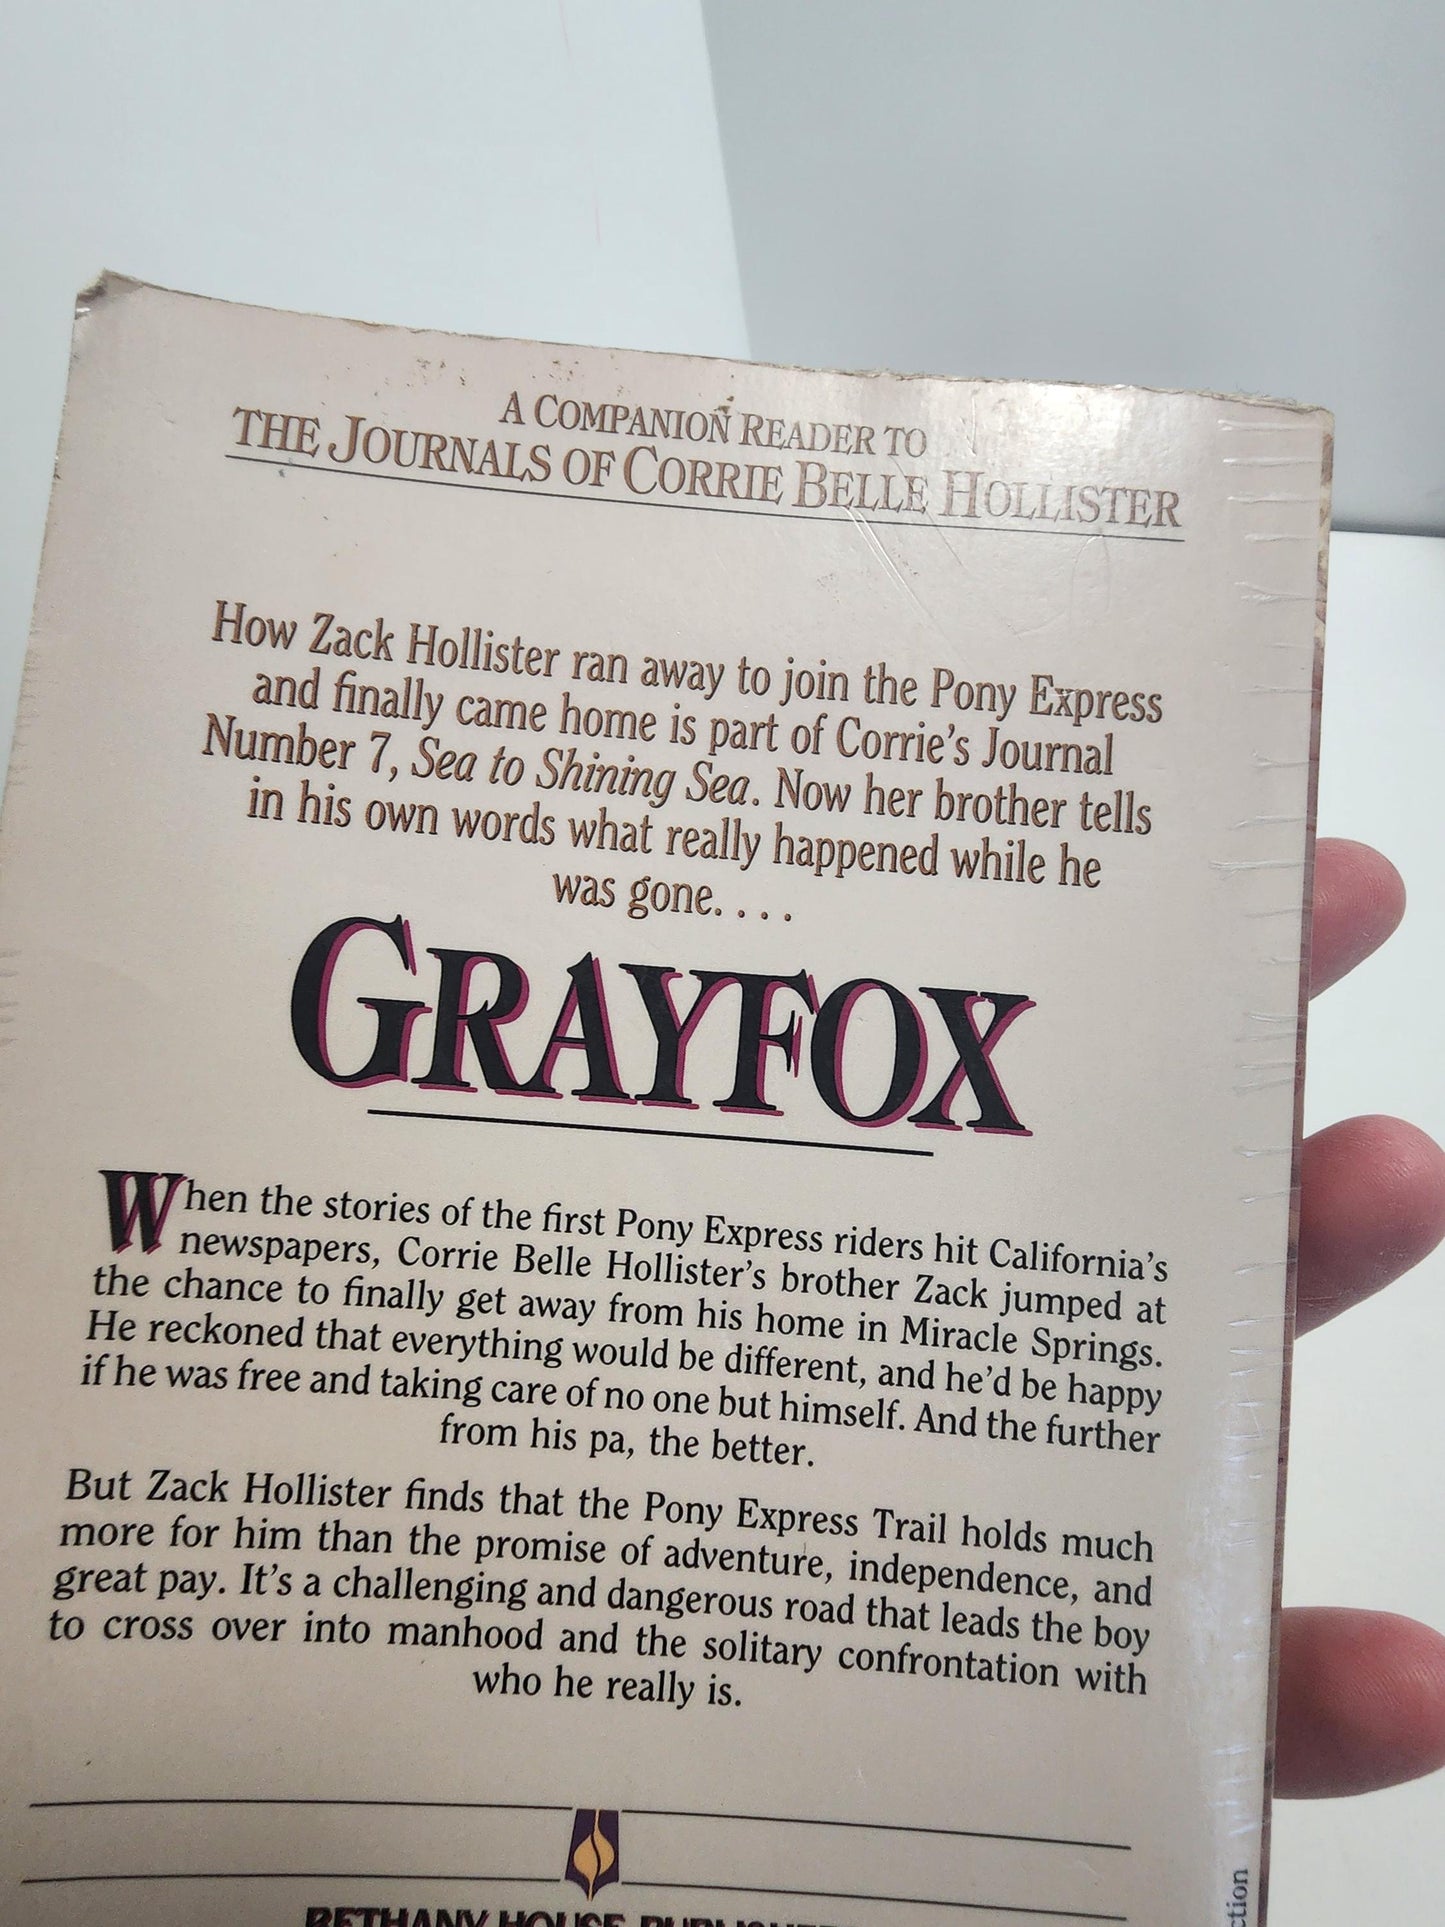 A COMPANION READER TO
THE JOURNALS OF CORRIE BELLE HOLLISTER
How Zack Hollister ran away to join the Pony Express
and finally came home is part of Corrie's Journal
Number 7, Sea to Shining Sea. Now her brother tells
in his own words what really happened while he
was gone. . . .
GRAYFOX
When the stories of the first Pony Express riders hit California's
newspapers, Corrie Belle Hollister's brother Zack jumped at
the chance to finally get away from his home in Miracle Springs.
He reckoned that everything would be different, and he'd be happy
if he was free and taking care of no one but himself. And the further
from his pa, the better.
But Zack Hollister finds that the Pony Express Trail holds much
more for him than the promise of adventure, independence, and
great pay. It's a challenging and dangerous road that leads the boy
to cross over into manhood and the solitary confrontation with
who he really is.
BETHANY HOUSE